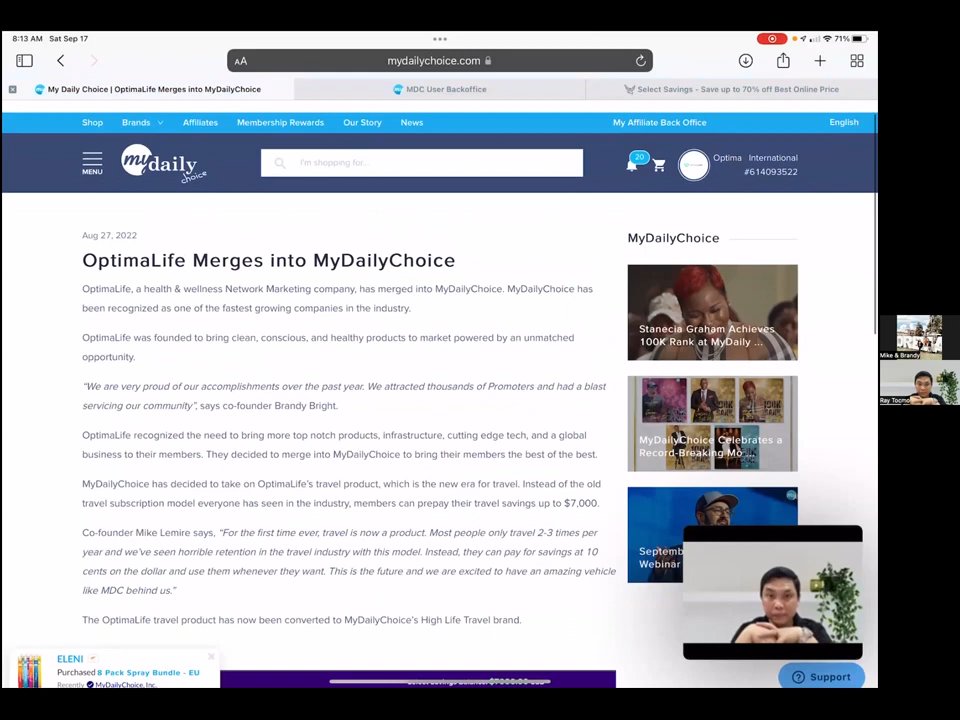 8:13 AM Sat Sep 17
71%
AA
mydailychoice.com
My Daily Choice | OptimaLife Merges into MyDailyChoice
MDC User Backoffice
Select Savings - Save up to 70% off Best Online Price
Shop Brands Affiliates Membership Rewards Our Story News My Affiliate Back Office English
MENU
my daily choice
I'm shopping for...
20
Optima International
#614093522
Aug 27, 2022
OptimaLife Merges into MyDailyChoice
OptimaLife, a health & wellness Network Marketing company, has merged into MyDailyChoice. MyDailyChoice has
been recognized as one of the fastest growing companies in the industry.
OptimaLife was founded to bring clean, conscious, and healthy products to market powered by an unmatched
opportunity.
“We are very proud of our accomplishments over the past year. We attracted thousands of Promoters and had a blast
servicing our community”, says co-founder Brandy Bright.
OptimaLife recognized the need to bring more top notch products, infrastructure, cutting edge tech, and a global
business to their members. They decided to merge into MyDailyChoice to bring their members the best of the best.
MyDailyChoice has decided to take on OptimaLife’s travel product, which is the new era for travel. Instead of the old
travel subscription model everyone has seen in the industry, members can prepay their travel savings up to $7,000.
Co-founder Mike Lemire says, “For the first time ever, travel is now a product. Most people only travel 2-3 times per
year and we’ve seen horrible retention in the travel industry with this model. Instead, they can pay for savings at 10
cents on the dollar and use them whenever they want. This is the future and we are excited to have an amazing vehicle
like MDC behind us.”
The OptimaLife travel product has now been converted to MyDailyChoice’s High Life Travel brand.
MyDailyChoice
Stanecia Graham Achieves
100K Rank at MyDaily ...
MyDailyChoice Celebrates a
Record-Breaking Mo...
Septemb
Webinar
ELENI
Purchased 8 Pack Spray Bundle - EU
Recently MyDailyChoice, Inc.
Support
Mike & Brandy
Ray Tocmo